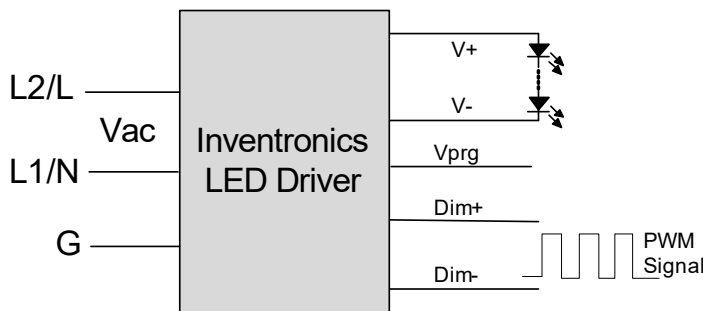 L2/L
Vac
L1/N
G
Inventronics
LED Driver
V+
V-
Vprg
Dim+
Dim-
PWM
Signal